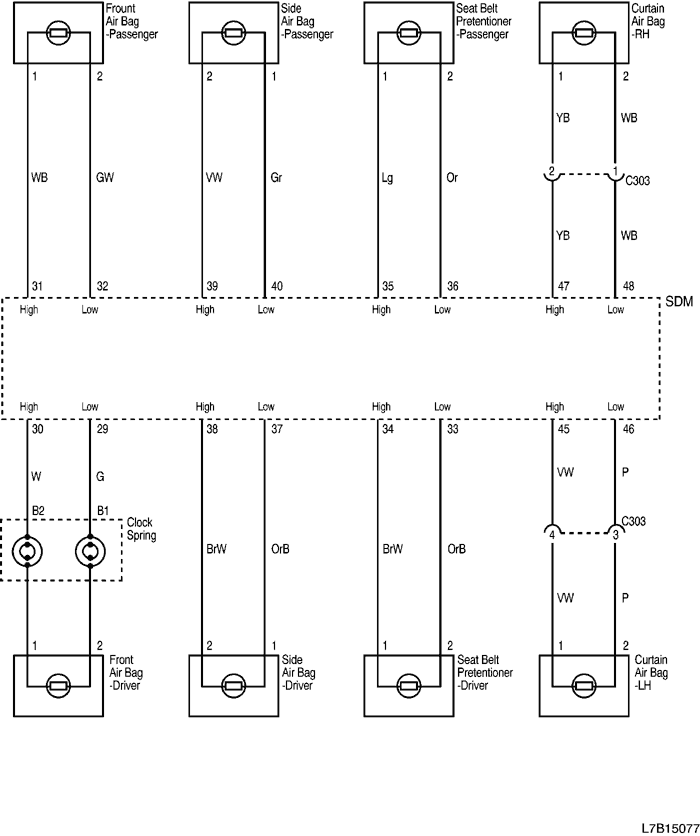 Frount
Air Bag
-Passenger
Side
Air Bag
-Passenger
Seat Belt
Pretentioner
-Passenger
Curtain
Air Bag
-RH
1 2 2 1 1 2 1 2
YB WB
2 1
C303
WB GW VW Gr Lg Or
YB WB
31 32 39 40 35 36 47 48
SDM
High Low High Low High Low High Low
High Low High Low High Low High Low
30 29 38 37 34 33 45 46
W G
VW P
B2 B1
Clock
Spring
C303
4 3
BrW OrB BrW OrB
VW P
1 2 2 1 1 2 1 2
Front
Air Bag
-Driver
Side
Air Bag
-Driver
Seat Belt
Pretentioner
-Driver
Curtain
Air Bag
-LH
L7B15077